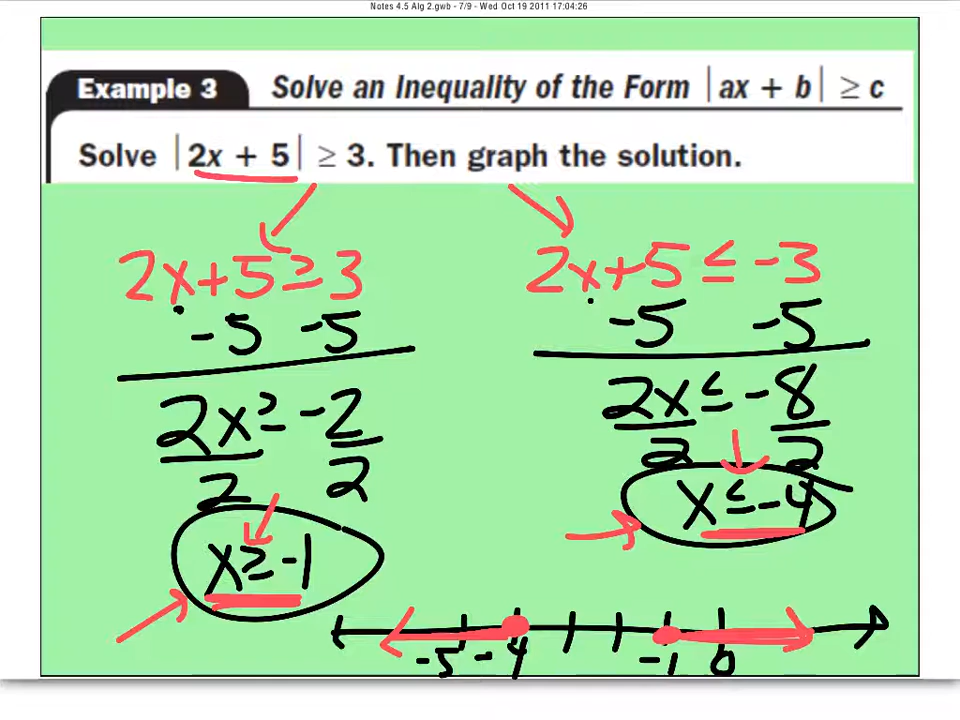 Notes 4.5 Alg 2.gwb - 7/9 - Wed Oct 19 2011 17:04:26
Example 3 Solve an Inequality of the Form |ax + b| ≥ c
Solve |2x + 5| ≥ 3. Then graph the solution.
2x+5≥3
-5 -5
2x≥-2
2 2
x≥-1
2x+5≤-3
-5 -5
2x≤-8
2 2
x≤-4
-5 -4 -1 0